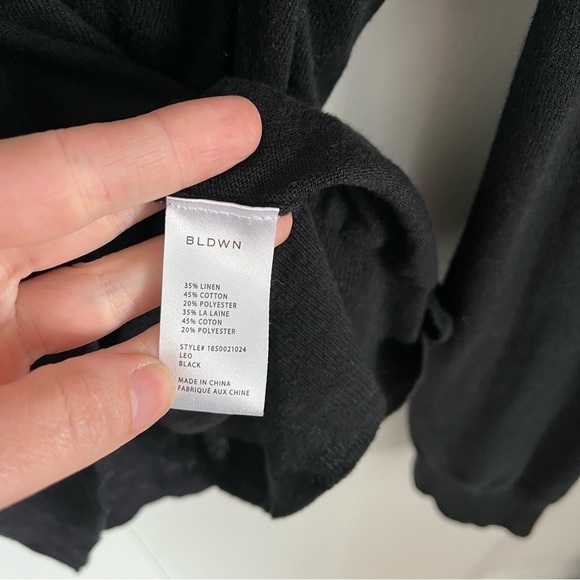 BLDWN
35% LINEN
45% COTTON
20% POLYESTER
35% LA LAINE
45% COTON
20% POLYESTER
STYLE# 1850021024
LEO
BLACK
MADE IN CHINA
FABRIQUÉ AUX CHINE